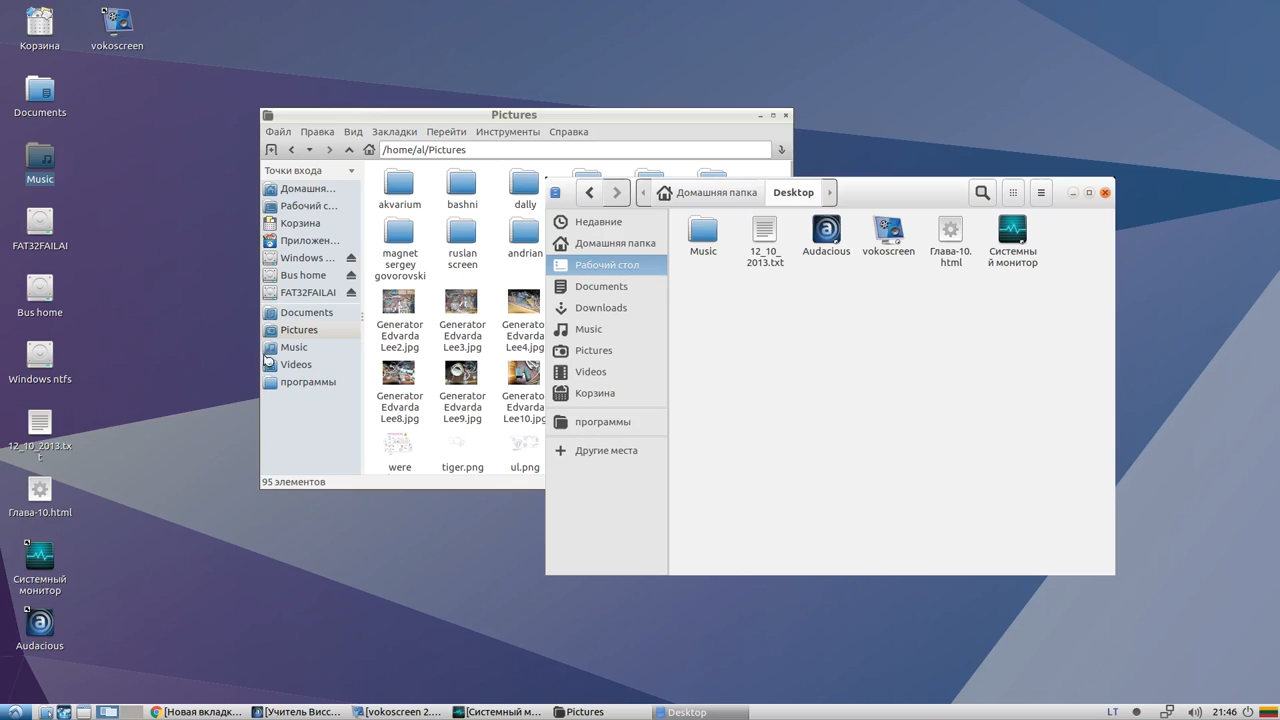 Корзина
vokoscreen
Documents
Music
FAT32FAILAI
Bus home
Windows ntfs
12_10_2013.tx
t
Глава-10.html
Системный
монитор
Audacious
Pictures
Файл Правка Вид Закладки Перейти Инструменты Справка
/home/al/Pictures
Точки входа
Домашня...
Рабочий с...
Корзина
Приложен...
Windows ...
Bus home
FAT32FAILAI
Documents
Pictures
Music
Videos
программы
akvarium bashni dally
magnet
sergey
govorovski
ruslan
screen
andrian
Generator
Edvarda
Lee2.jpg
Generator
Edvarda
Lee3.jpg
Generator
Edvarda
Lee4.jpg
Generator
Edvarda
Lee8.jpg
Generator
Edvarda
Lee9.jpg
Generator
Edvarda
Lee10.jpg
were tiger.png ul.png
95 элементов
Домашняя папка Desktop
Недавние
Домашняя папка
Рабочий стол
Documents
Downloads
Music
Pictures
Videos
Корзина
программы
Другие места
Music
12_10_
2013.txt
Audacious
vokoscreen
Глава-10.
html
Системны
й монитор
[Новая вкладк... [Учитель Висс... [vokoscreen 2.... [Системный м... Pictures Desktop LT 21:46